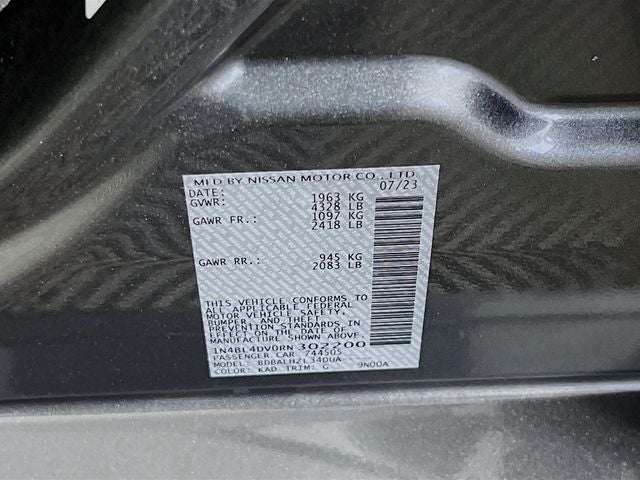 MFD BY NISSAN MOTOR CO., LTD
DATE: 07/23
GVWR: 1963 KG
4328 LB
GAWR FR.: 1097 KG
2418 LB
GAWR RR.: 945 KG
2083 LB
THIS VEHICLE CONFORMS TO
ALL APPLICABLE FEDERAL
MOTOR VEHICLE SAFETY,
BUMPER, AND THEFT
PREVENTION STANDARDS IN
EFFECT ON THE DATE OF
MANUFACTURE SHOWN ABOVE.
1N4BL4DV0RN302200
PASSENGER CAR 744505
MODEL: BDBALHZL34DUA-
COLOR: KAD TRIM: G 9N00A